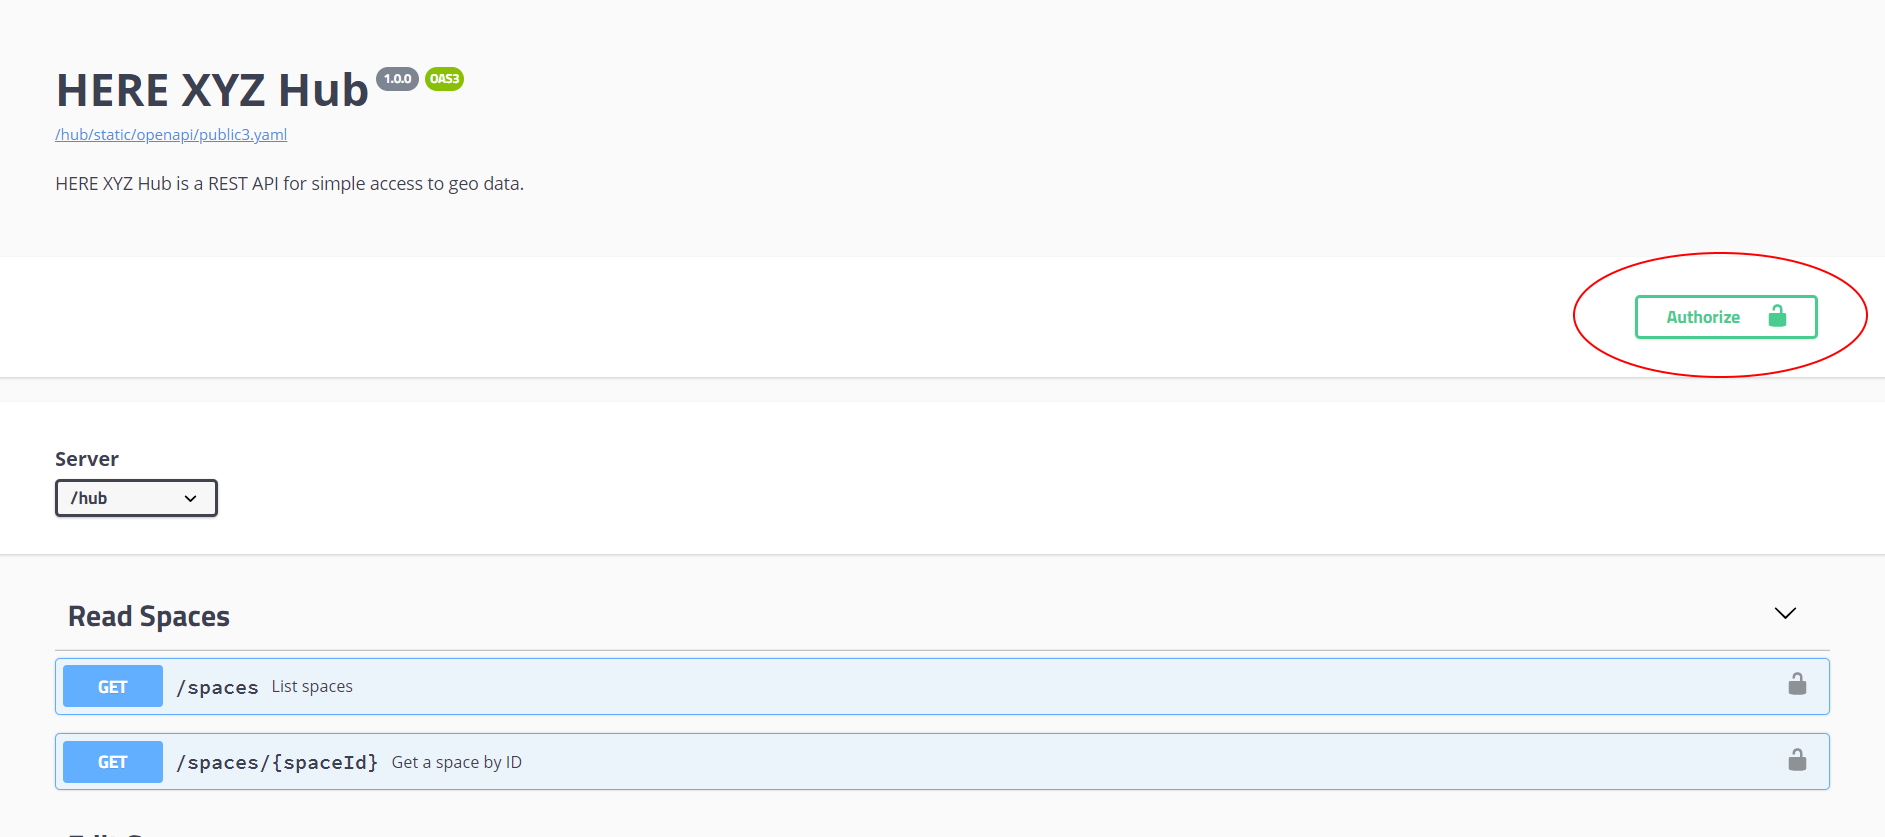 HERE XYZ Hub 1.0.0 OAS3
/hub/static/openapi/public3.yaml
HERE XYZ Hub is a REST API for simple access to geo data.
Authorize
Server
/hub
Read Spaces
GET /spaces List spaces
GET /spaces/{spaceId} Get a space by ID